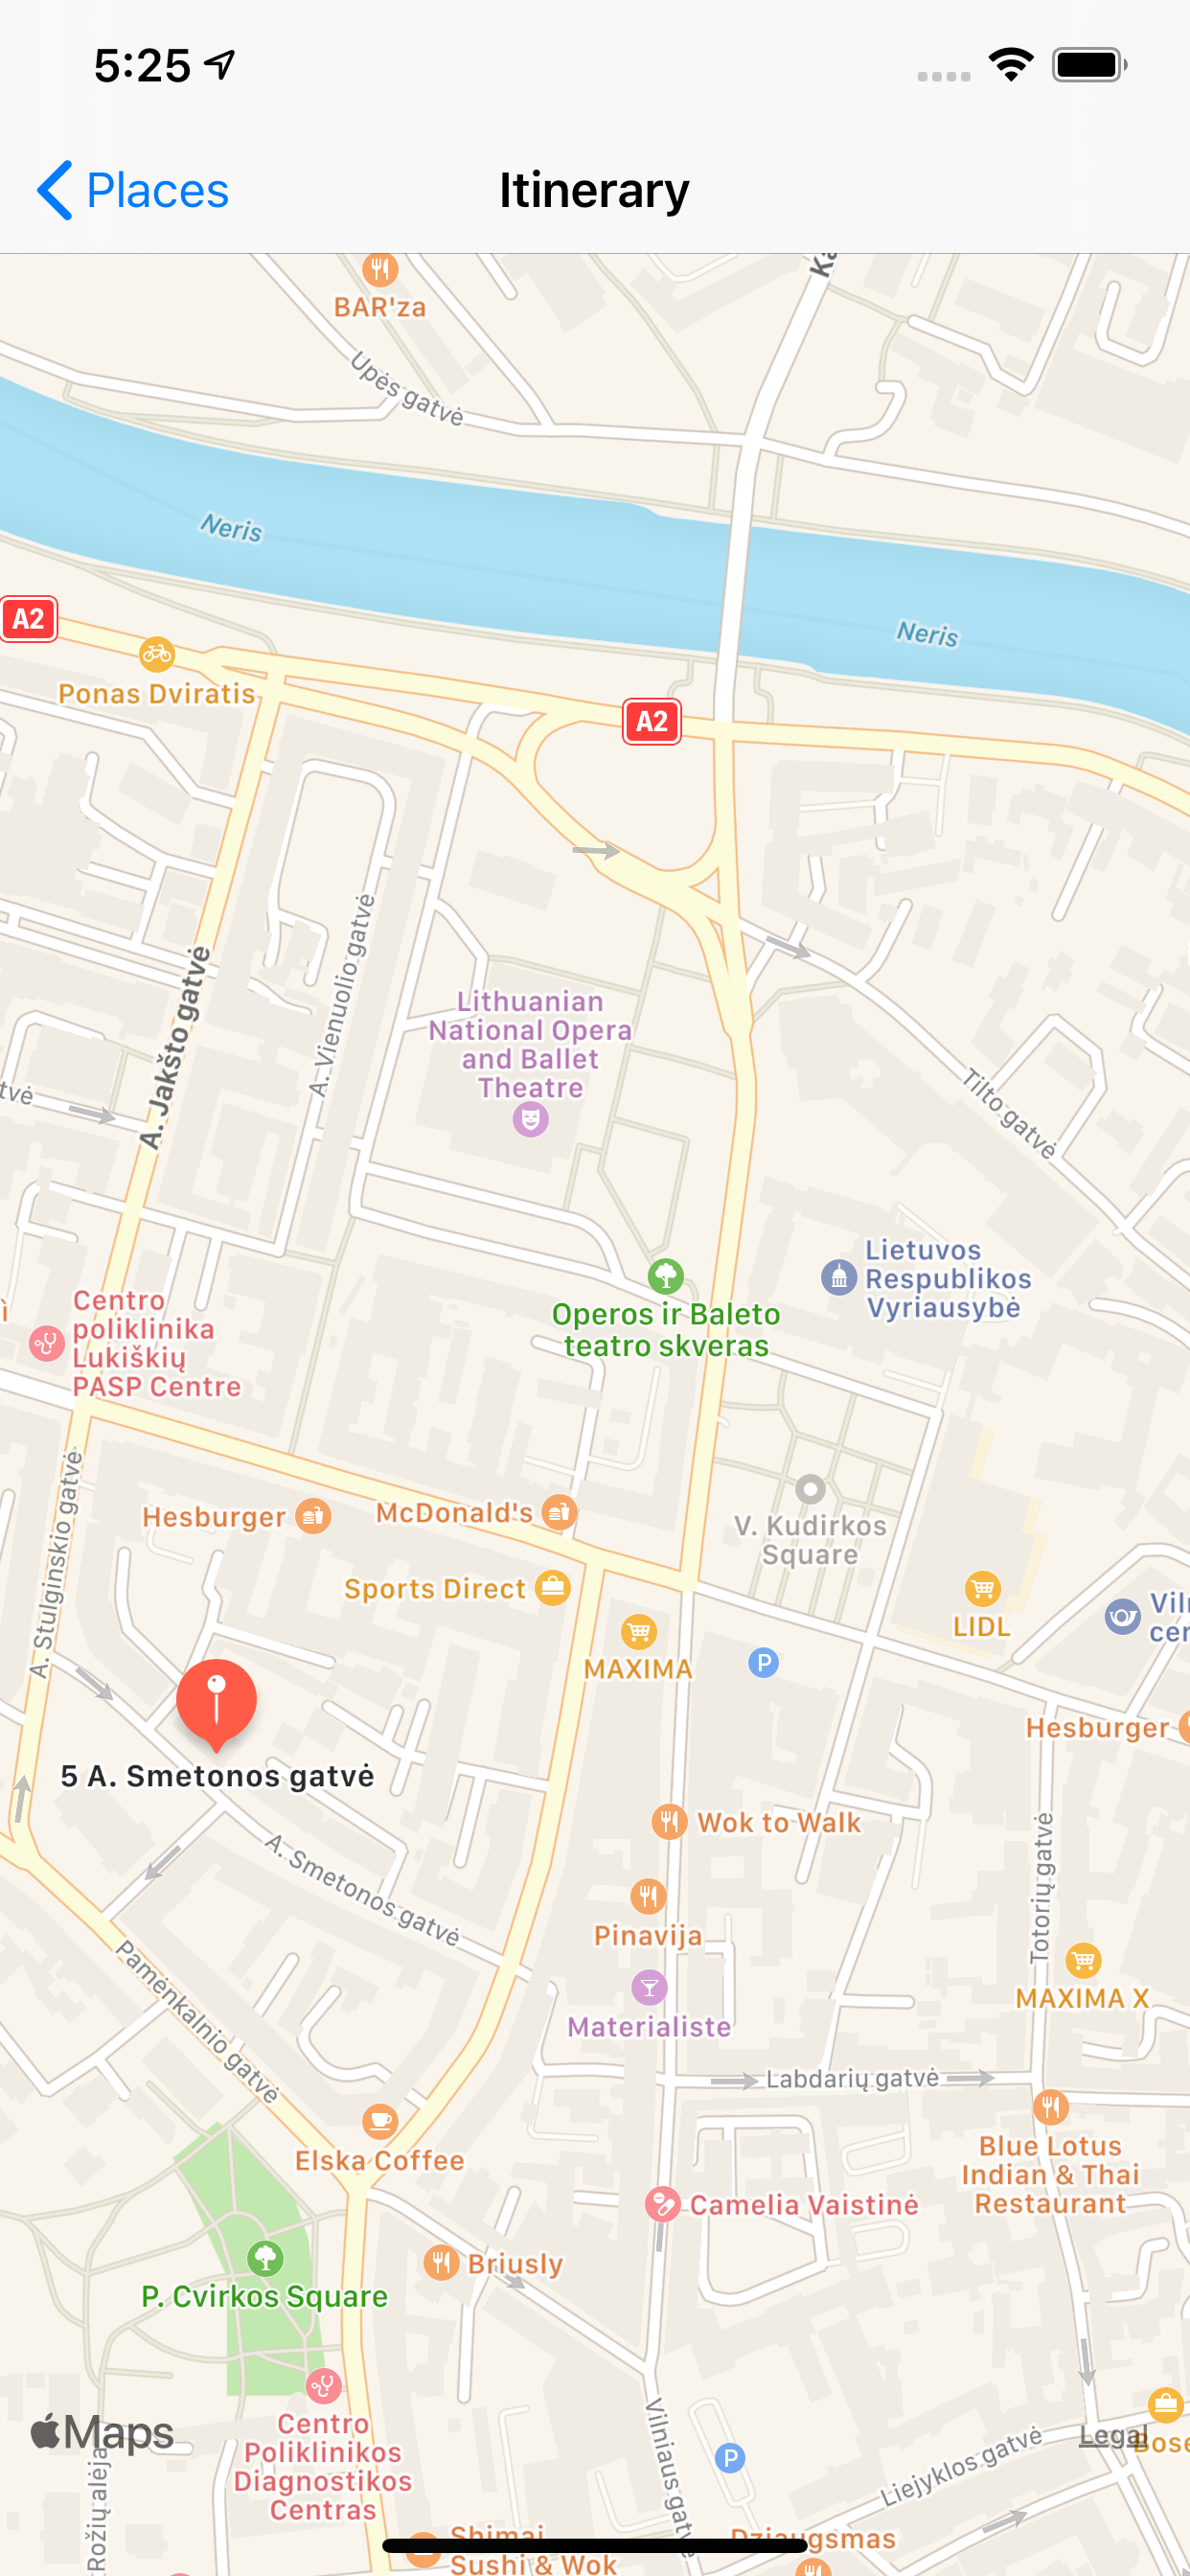 5:25
Places
Itinerary
BAR'za
Upės gatvė
Neris
Neris
A2
Ponas Dviratis
A2
A. Jakšto gatvė
A. Vienuolio gatvė
Lithuanian
National Opera
and Ballet
Theatre
Tilto gatvė
Lietuvos
Respublikos
Vyriausybė
Operos ir Baleto
teatro skveras
Centro
poliklinika
Lukiškių
PASP Centre
A. Stulginskio gatvė
Hesburger
McDonald's
V. Kudirkos
Square
Sports Direct
LIDL
MAXIMA
P
Hesburger
5 A. Smetonos gatvė
Wok to Walk
A. Smetonos gatvė
Totorių gatvė
Pinavija
Pamėnkalnio gatvė
MAXIMA X
Materialiste
Labdarių gatvė
Elska Coffee
Blue Lotus
Indian & Thai
Restaurant
Camelia Vaistinė
Briusly
P. Cvirkos Square
Centro
Poliklinikos
Diagnostikos
Centras
Maps
Legal
P
Rožių alėja
Vilniaus gatv
Liejyklos gatvė
Shimai
Sushi & Wok
Dziaugsmas